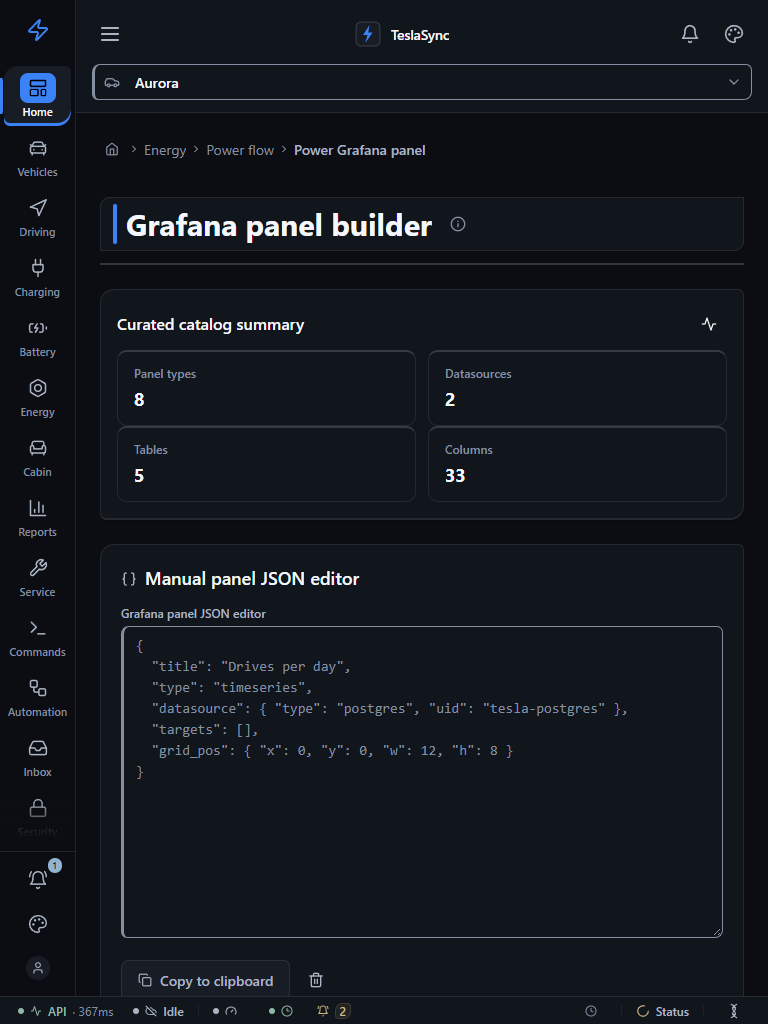 TeslaSync
Aurora
Home
Vehicles
Driving
Charging
Battery
Energy
Cabin
Reports
Service
Commands
Automation
Inbox
Security
1
Energy > Power flow > Power Grafana panel
Grafana panel builder
Curated catalog summary
Panel types
8
Datasources
2
Tables
5
Columns
33
{} Manual panel JSON editor
Grafana panel JSON editor
{
  "title": "Drives per day",
  "type": "timeseries",
  "datasource": { "type": "postgres", "uid": "tesla-postgres" },
  "targets": [],
  "grid_pos": { "x": 0, "y": 0, "w": 12, "h": 8 }
}
Copy to clipboard
API · 367ms Idle 2 Status